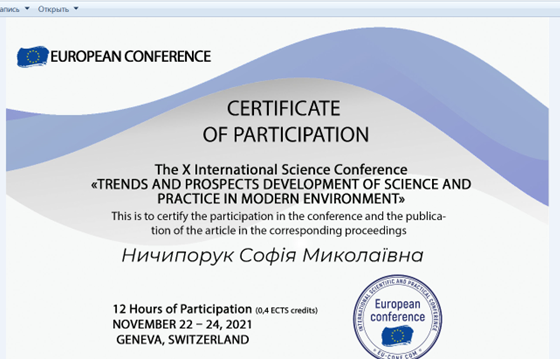 апись Открыть
EUROPEAN CONFERENCE
CERTIFICATE
OF PARTICIPATION
The X International Science Conference
«TRENDS AND PROSPECTS DEVELOPMENT OF SCIENCE AND
PRACTICE IN MODERN ENVIRONMENT»
This is to certify the participation in the conference and the publica-
tion of the article in the corresponding proceedings
Ничипорук Софія Миколаївна
12 Hours of Participation (0,4 ECTS credits)
NOVEMBER 22 – 24, 2021
GENEVA, SWITZERLAND
INTERNATIONAL SCIENTIFIC AND PRACTICAL CONFERENCE
European
conference
EU-CONF.COM